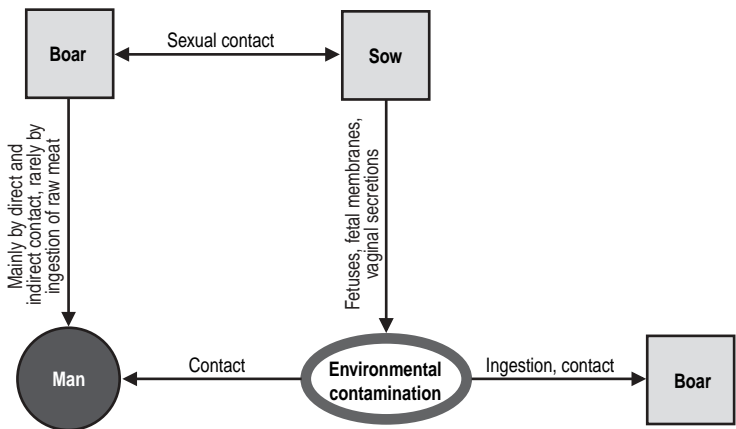 Boar
Sexual contact
Sow
Mainly by direct and
indirect contact, rarely by
ingestion of raw meat
Fetuses, fetal membranes,
vaginal secretions
Man
Contact
Environmental
contamination
Ingestion, contact
Boar